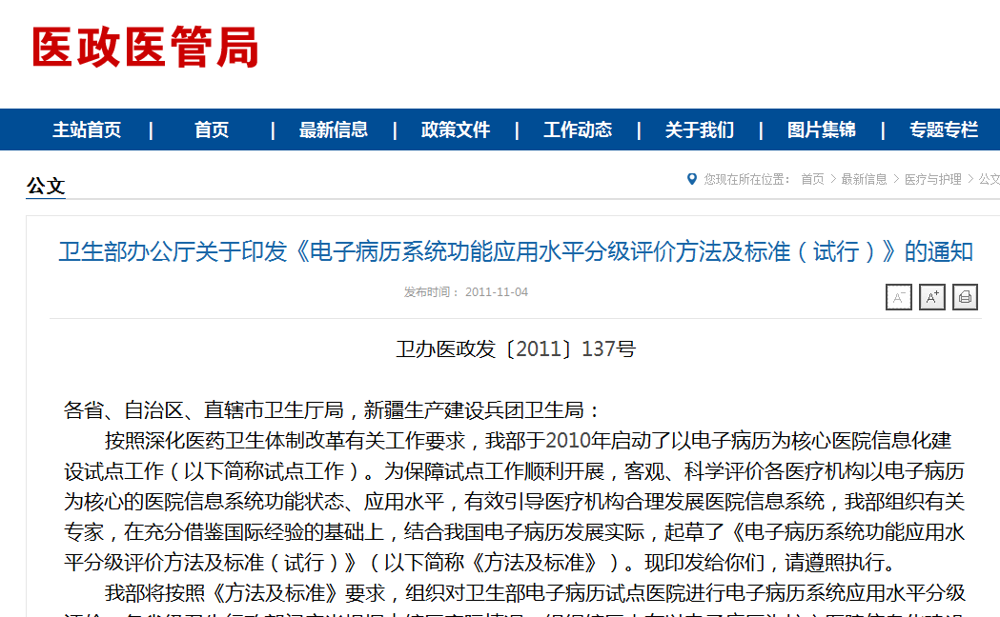 医政医管局
主站首页 | 首页 | 最新信息 | 政策文件 | 工作动态 | 关于我们 | 图片集锦 | 专题专栏
公文
您现在所在位置： 首页 > 最新信息 > 医疗与护理 > 公文
卫生部办公厅关于印发《电子病历系统功能应用水平分级评价方法及标准（试行）》的通知
发布时间： 2011-11-04
A- A+
卫办医政发〔2011〕137号
各省、自治区、直辖市卫生厅局，新疆生产建设兵团卫生局：
按照深化医药卫生体制改革有关工作要求，我部于2010年启动了以电子病历为核心医院信息化建
设试点工作（以下简称试点工作）。为保障试点工作顺利开展，客观、科学评价各医疗机构以电子病历
为核心的医院信息系统功能状态、应用水平，有效引导医疗机构合理发展医院信息系统，我部组织有关
专家，在充分借鉴国际经验的基础上，结合我国电子病历发展实际，起草了《电子病历系统功能应用水
平分级评价方法及标准（试行）》（以下简称《方法及标准》）。现印发给你们，请遵照执行。
我部将按照《方法及标准》要求，组织对卫生部电子病历试点医院进行电子病历系统应用水平分级